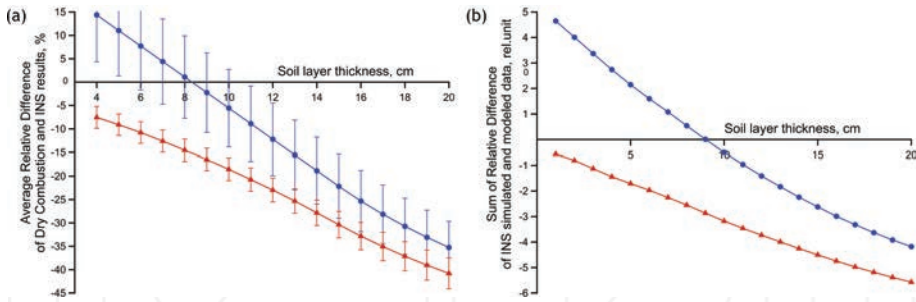 (a)
15
10
5
0
-5
-10
-15
-20
-25
-30
-35
-40
-45
Average Relative Difference
of Dry Combustion and INS results, %
Soil layer thickness, cm
4 6 8 10 12 14 16 18 20
(b)
5
4
3
2
0
1
-1
-2
-3
-4
-5
-6
Sum of Relative Difference
of INS simulated and modeled data, rel.unit
Soil layer thickness, cm
5 10 15 20